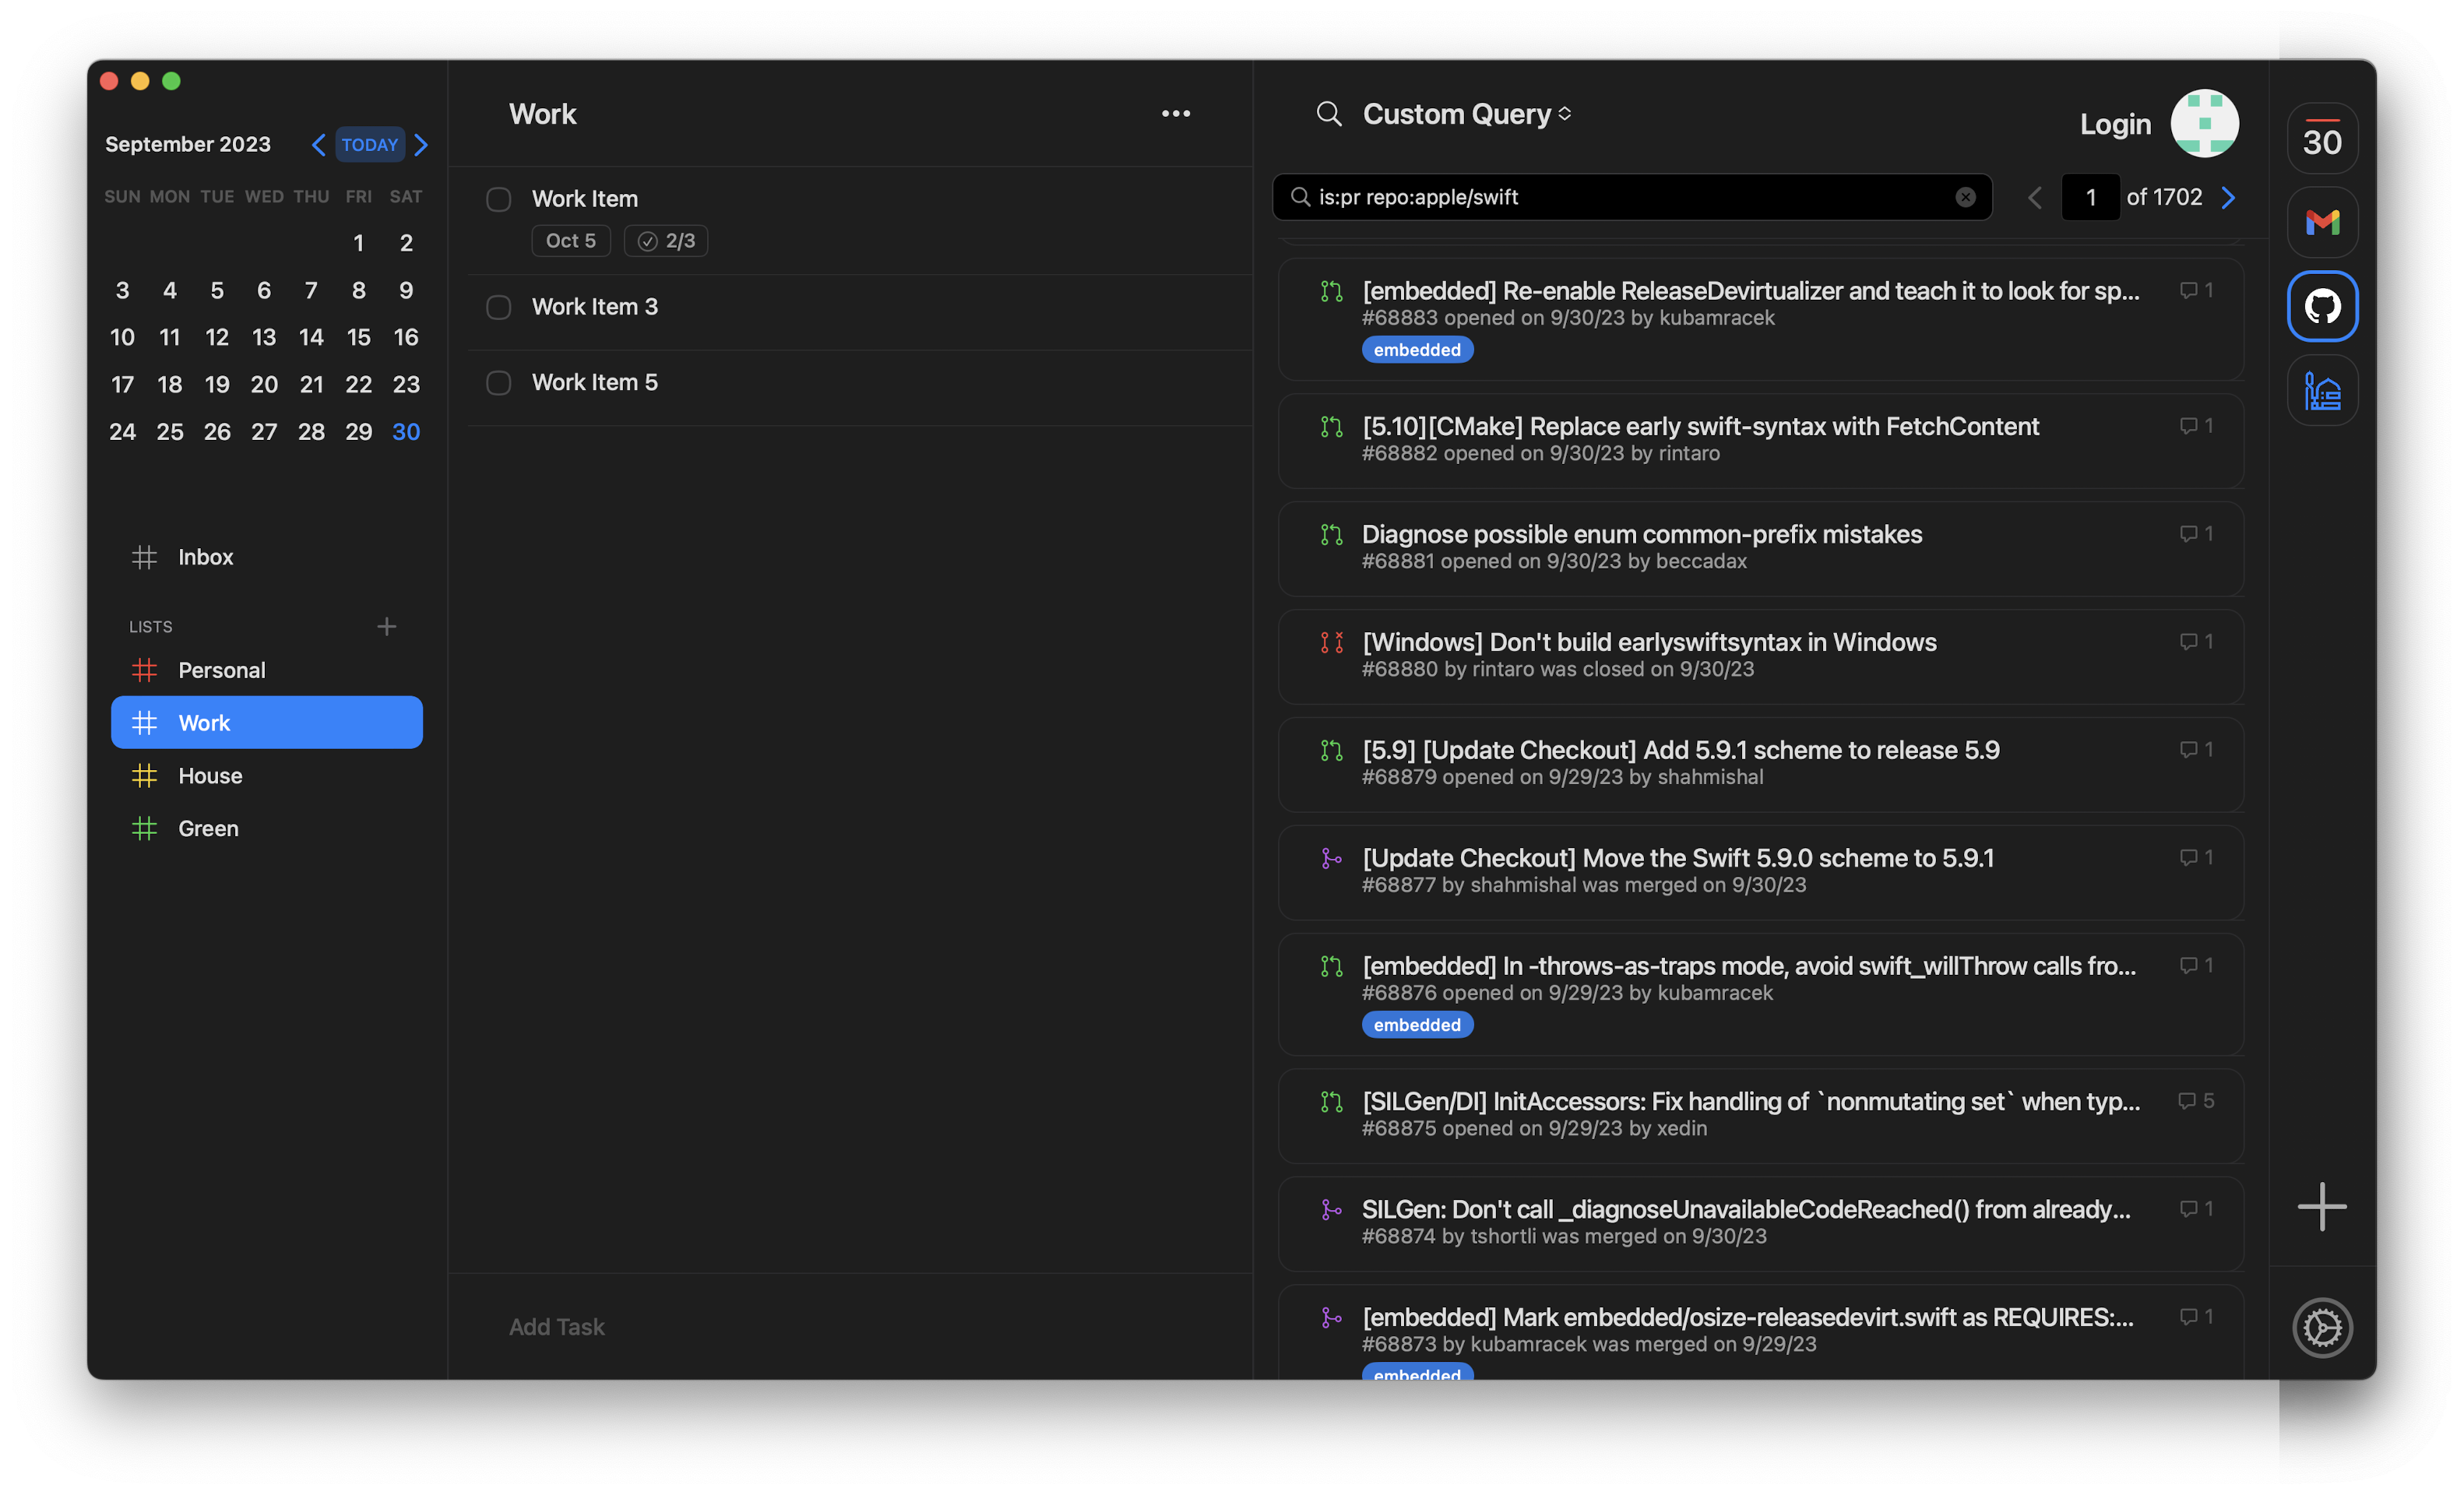 September 2023
TODAY
SUN MON TUE WED THU FRI SAT
1 2
3 4 5 6 7 8 9
10 11 12 13 14 15 16
17 18 19 20 21 22 23
24 25 26 27 28 29 30
Inbox
LISTS
Personal
Work
House
Green
Work
Work Item
Oct 5 2/3
Work Item 3
Work Item 5
Add Task
Custom Query
Login
is:pr repo:apple/swift
1 of 1702
[embedded] Re-enable ReleaseDevirtualizer and teach it to look for sp... 1
#68883 opened on 9/30/23 by kubamracek
embedded
[5.10][CMake] Replace early swift-syntax with FetchContent 1
#68882 opened on 9/30/23 by rintaro
Diagnose possible enum common-prefix mistakes 1
#68881 opened on 9/30/23 by beccadax
[Windows] Don't build earlyswiftsyntax in Windows 1
#68880 by rintaro was closed on 9/30/23
[5.9] [Update Checkout] Add 5.9.1 scheme to release 5.9 1
#68879 opened on 9/29/23 by shahmishal
[Update Checkout] Move the Swift 5.9.0 scheme to 5.9.1 1
#68877 by shahmishal was merged on 9/30/23
[embedded] In -throws-as-traps mode, avoid swift_willThrow calls fro... 1
#68876 opened on 9/29/23 by kubamracek
embedded
[SILGen/DI] InitAccessors: Fix handling of `nonmutating set` when typ... 5
#68875 opened on 9/29/23 by xedin
SILGen: Don't call _diagnoseUnavailableCodeReached() from already... 1
#68874 by tshortli was merged on 9/30/23
[embedded] Mark embedded/osize-releasedevirt.swift as REQUIRES:... 1
#68873 by kubamracek was merged on 9/29/23
embedded
30